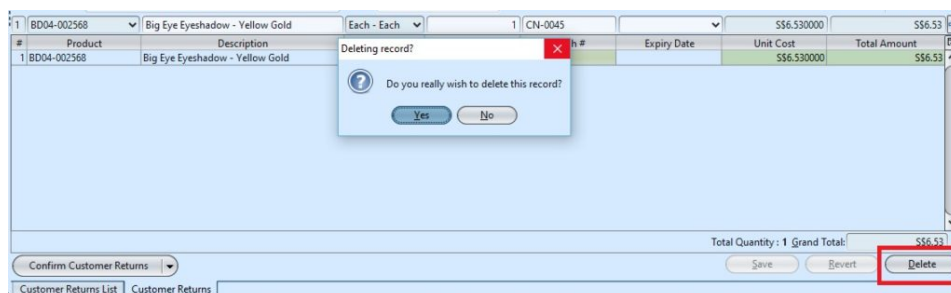 1 BD04-002568 Big Eye Eyeshadow - Yellow Gold Each - Each 1 CN-0045 S$6.530000 S$6.53
# Product Description h # Expiry Date Unit Cost Total Amount
1 BD04-002568 Big Eye Eyeshadow - Yellow Gold S$6.530000 S$6.53
Deleting record?
Do you really wish to delete this record?
Yes No
Total Quantity : 1 Grand Total: S$6.53
Confirm Customer Returns Save Revert Delete
Customer Returns List Customer Returns